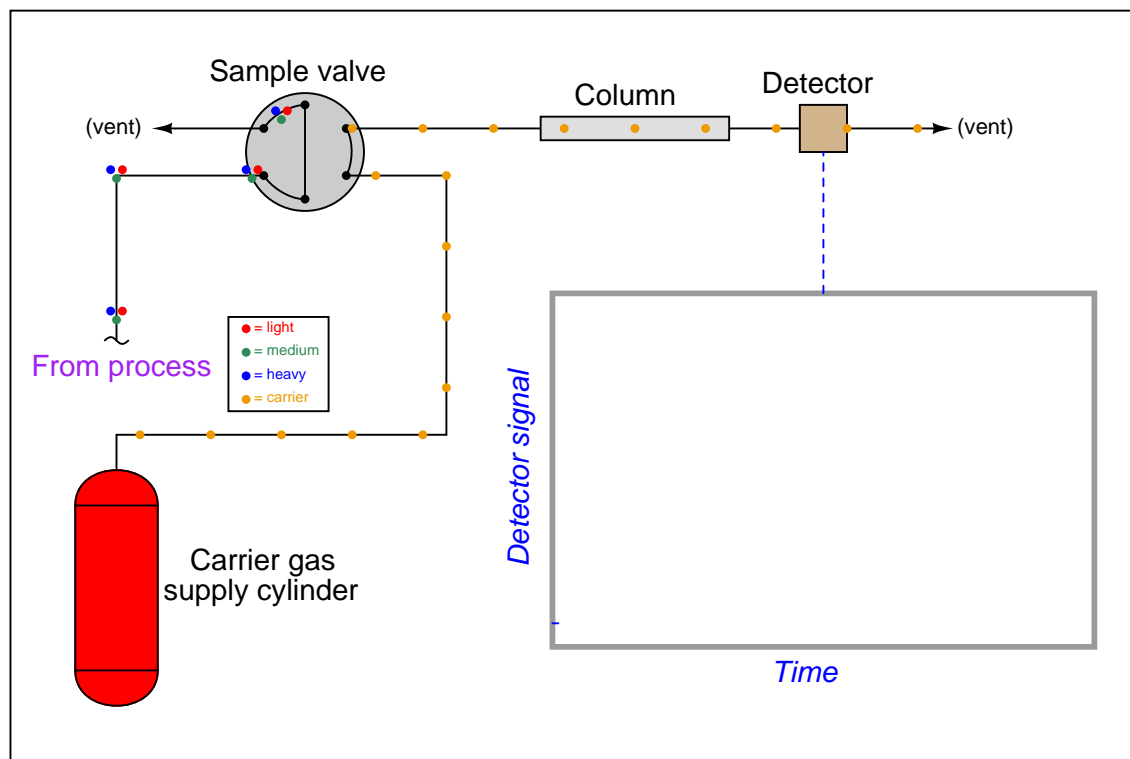 Sample valve
Column
Detector
(vent)
(vent)
= light
= medium
= heavy
= carrier
From process
Detector signal
Carrier gas
supply cylinder
Time